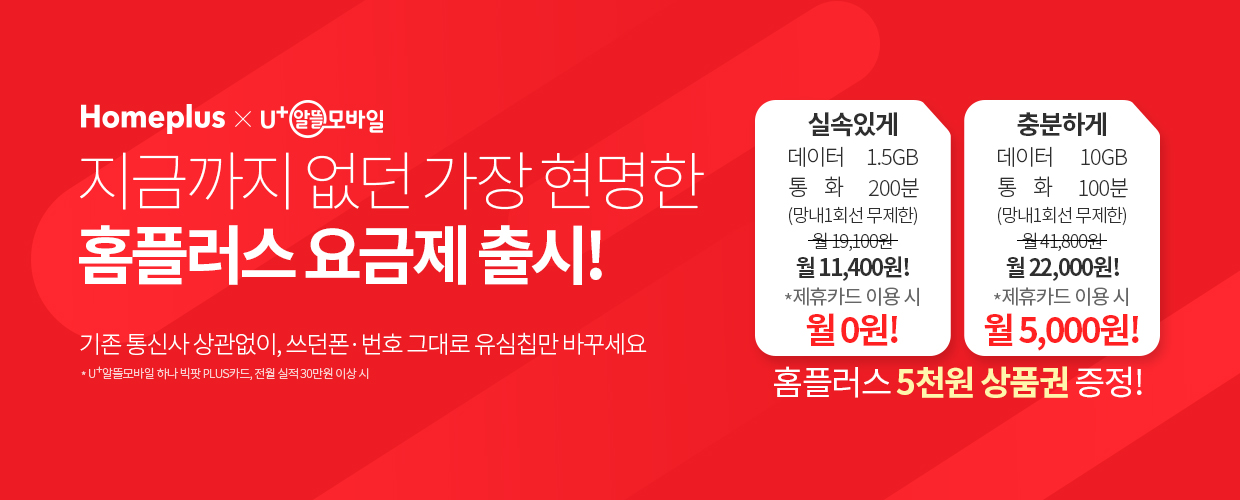 Homeplus × U+알뜰모바일
지금까지 없던 가장 현명한
홈플러스 요금제 출시!
기존 통신사 상관없이, 쓰던폰·번호 그대로 유심칩만 바꾸세요
* U+알뜰모바일 하나 빅팟 PLUS카드, 전월 실적 30만원 이상 시
실속있게
데이터 1.5GB
통 화 200분
(망내1회선 무제한)
월 19,100원
월 11,400원!
*제휴카드 이용 시
월 0원!
충분하게
데이터 10GB
통 화 100분
(망내1회선 무제한)
월 41,800원
월 22,000원!
*제휴카드 이용 시
월 5,000원!
홈플러스 5천원 상품권 증정!